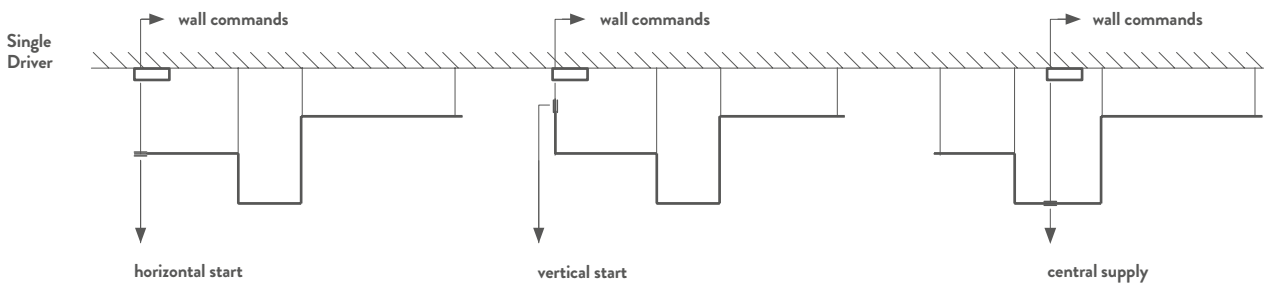 wall commands
wall commands
wall commands
Single
Driver
horizontal start
vertical start
central supply